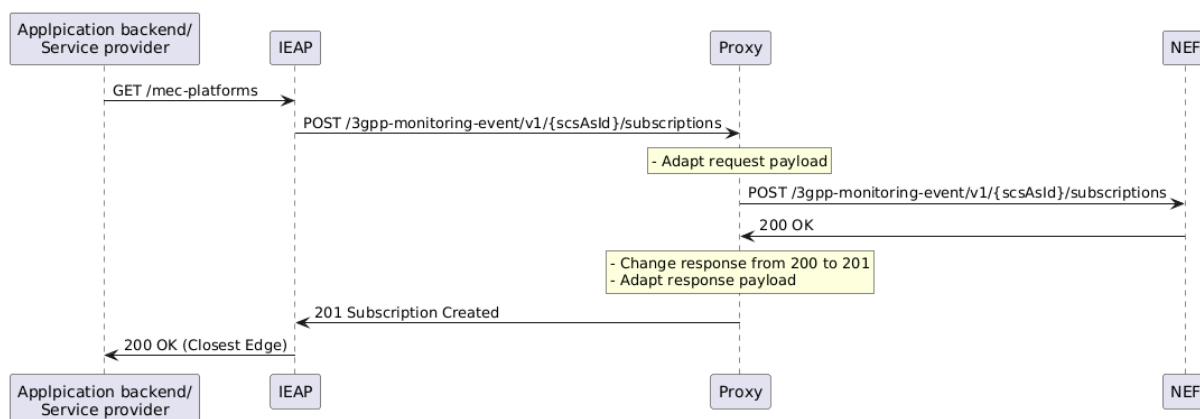 Applpication backend/
Service provider
IEAP
Proxy
NEF
GET /mec-platforms
POST /3gpp-monitoring-event/v1/{scsAsId}/subscriptions
- Adapt request payload
POST /3gpp-monitoring-event/v1/{scsAsId}/subscriptions
200 OK
- Change response from 200 to 201
- Adapt response payload
201 Subscription Created
200 OK (Closest Edge)
Applpication backend/
Service provider
IEAP
Proxy
NEF